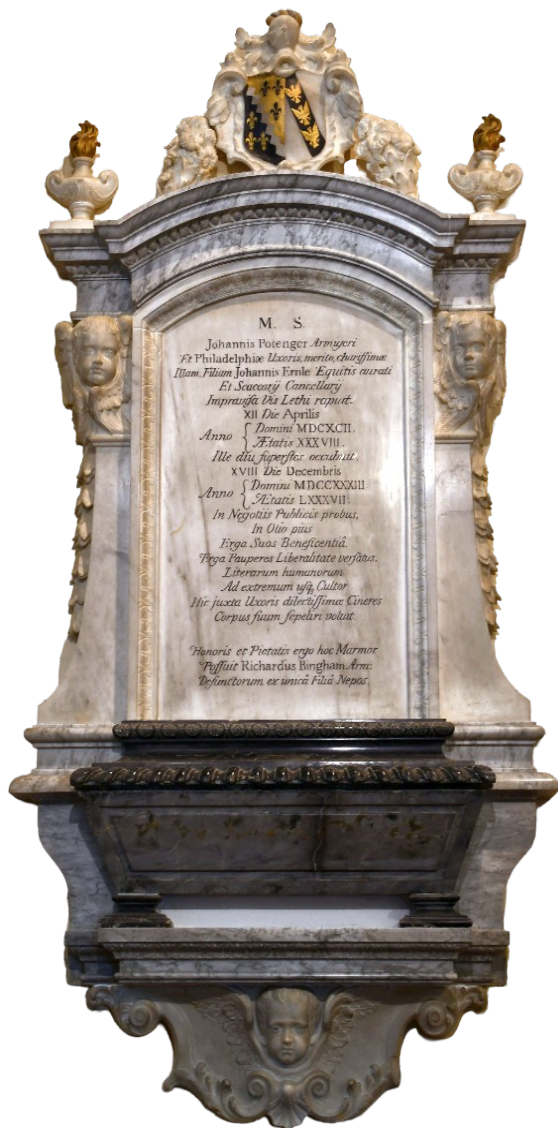 M. S.
Johannis Potenger Armigeri
Et Philadelphiæ Uxoris, merito, charissimæ
Illam, Filiam Johannis Ernle Equitis aurati
Et Scaccarij Cancellarij
Improvisa Vis Lethi rapuit.
XII Die Aprilis
Anno { Domini MDCXCII.
Ætatis XXXVIII.
Ille diu superstes occubuit,
XVIII Die Decembris
Anno { Domini MDCCXXXIII
Ætatis LXXXVII.
In Negotiis Publicis probus,
In Otio pius
Erga Suos Beneficentiâ.
Erga Pauperes Liberalitate versatus.
Literarum humanorum
Ad extremum usq, Cultor
Hic juxta Uxoris dilectissimæ Cineres
Corpus suum sepeliri voluit
Honoris et Pietatis ergo hoc Marmor
Possuit Richardus Bingham Arm:
Defunctorum ex unicâ Filiâ Nepos.